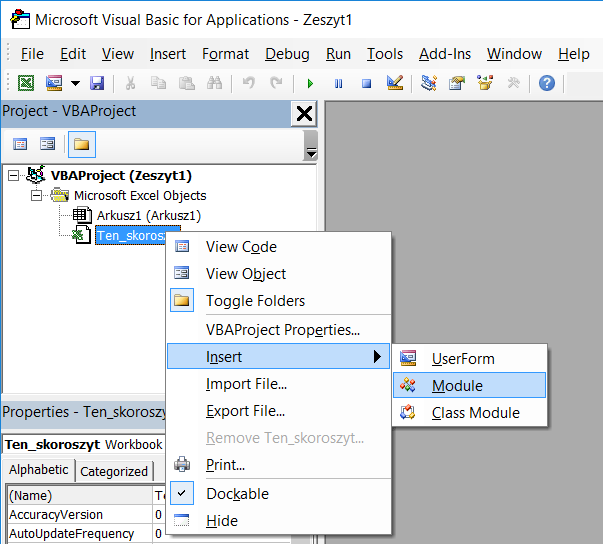 Microsoft Visual Basic for Applications - Zeszyt1
File Edit View Insert Format Debug Run Tools Add-Ins Window Help
Project - VBAProject
VBAProject (Zeszyt1)
Microsoft Excel Objects
Arkusz1 (Arkusz1)
Ten_skorosz
View Code
View Object
Toggle Folders
VBAProject Properties...
Insert
Import File...
Export File...
Remove Ten_skoroszyt...
Print...
Dockable
Hide
UserForm
Module
Class Module
Properties - Ten_skoroszy
Ten_skoroszyt Workbook
Alphabetic Categorized
(Name) Te
AccuracyVersion 0
AutoUpdateFrequency 0